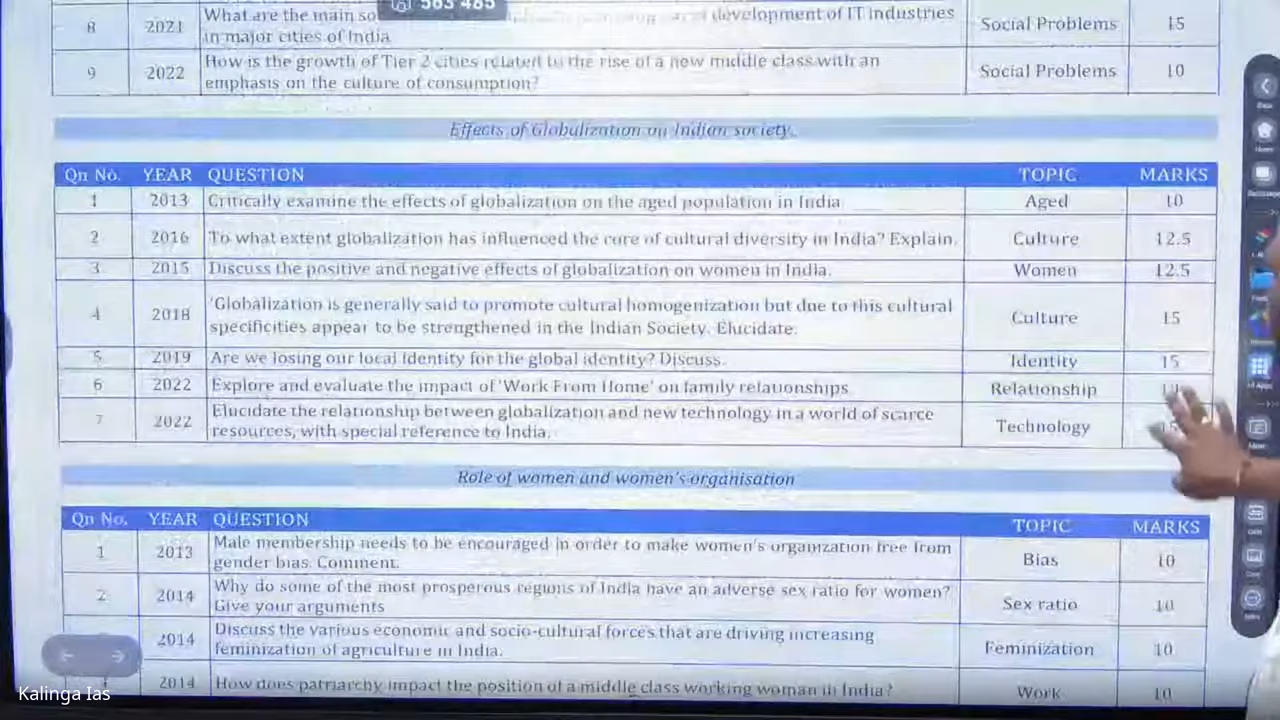 563 485
8 2021 What are the main so development of IT industries in major cities of India Social Problems 15
9 2022 How is the growth of Tier 2 cities related to the rise of a new middle class with an emphasis on the culture of consumption? Social Problems 10
Effects of Globalization on Indian society.
Qn No. YEAR QUESTION TOPIC MARKS
1 2013 Critically examine the effects of globalization on the aged population in India Aged 10
2 2016 To what extent globalization has influenced the core of cultural diversity in India? Explain. Culture 12.5
3 2015 Discuss the positive and negative effects of globalization on women in India. Women 12.5
4 2018 'Globalization is generally said to promote cultural homogenization but due to this cultural specificities appear to be strengthened in the Indian Society. Elucidate. Culture 15
5 2019 Are we losing our local identity for the global identity? Discuss. Identity 15
6 2022 Explore and evaluate the impact of 'Work From Home' on family relationships Relationship
7 2022 Elucidate the relationship between globalization and new technology in a world of scarce resources, with special reference to India. Technology
Role of women and women's organisation
Qn No. YEAR QUESTION TOPIC MARKS
1 2013 Male membership needs to be encouraged in order to make women's organization free from gender bias. Comment. Bias 10
2 2014 Why do some of the most prosperous regions of India have an adverse sex ratio for women? Give your arguments Sex ratio 10
2014 Discuss the various economic and socio-cultural forces that are driving increasing feminization of agriculture in India. Feminization 10
2014 How does patriarchy impact the position of a middle class working woman in India? Work 10
Kalinga Ias